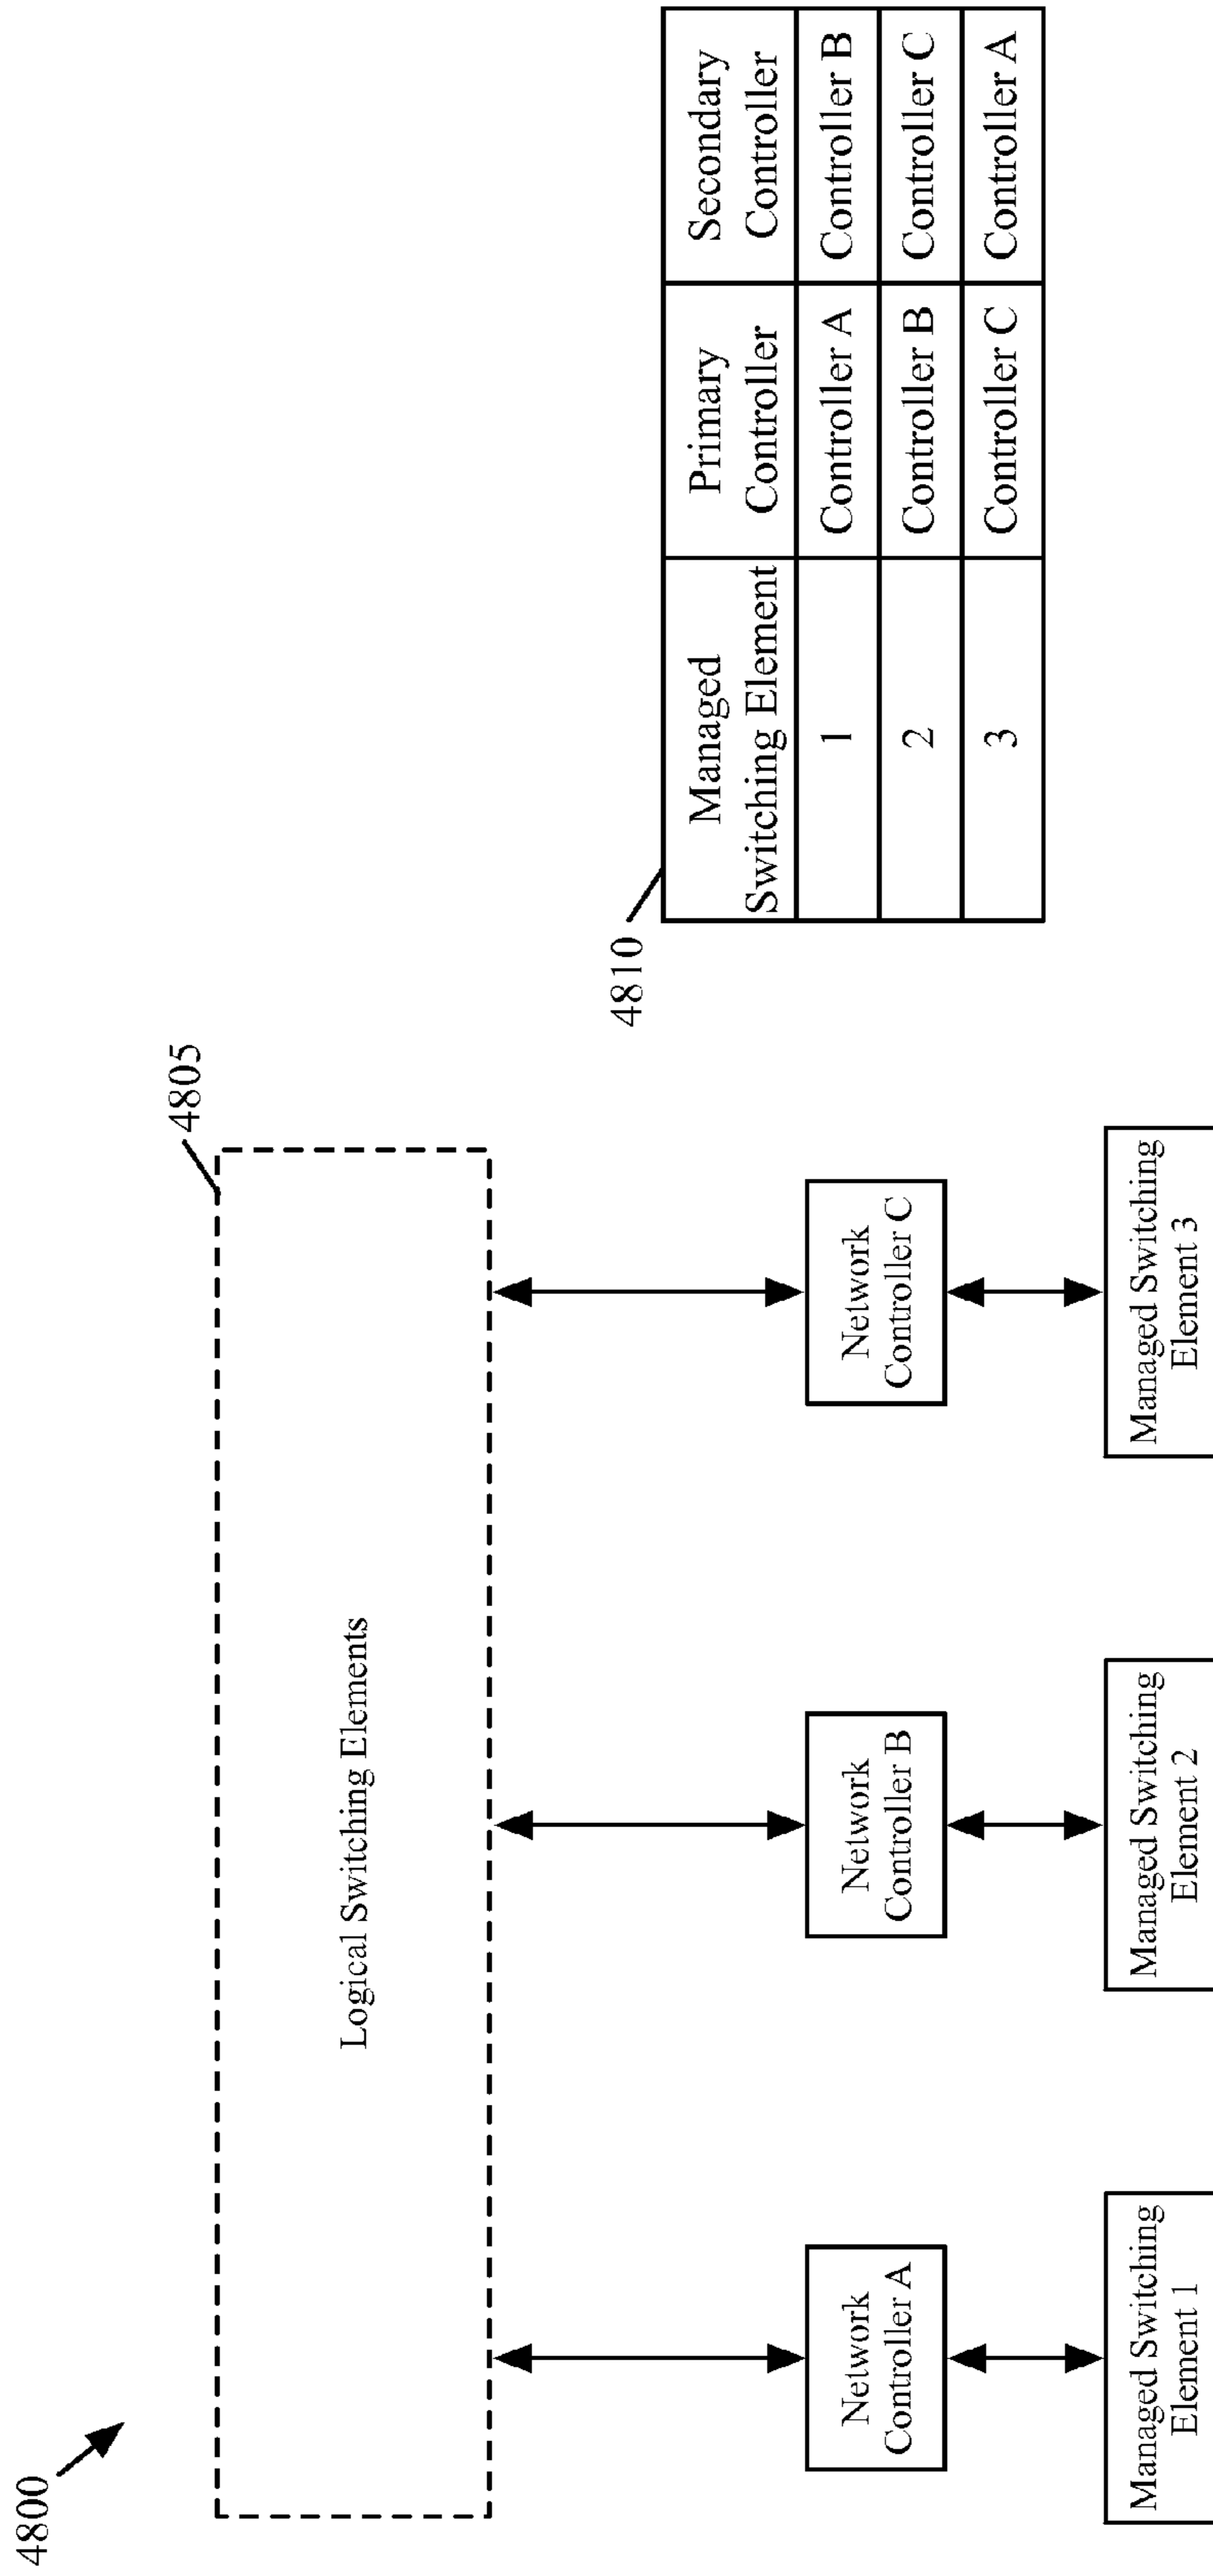 4800
4805
Logical Switching Elements
Network
Controller A
Network
Controller B
Network
Controller C
Managed Switching
Element 1
Managed Switching
Element 2
Managed Switching
Element 3
4810
Managed
Switching Element
Primary
Controller
Secondary
Controller
1
Controller A
Controller B
2
Controller B
Controller C
3
Controller C
Controller A